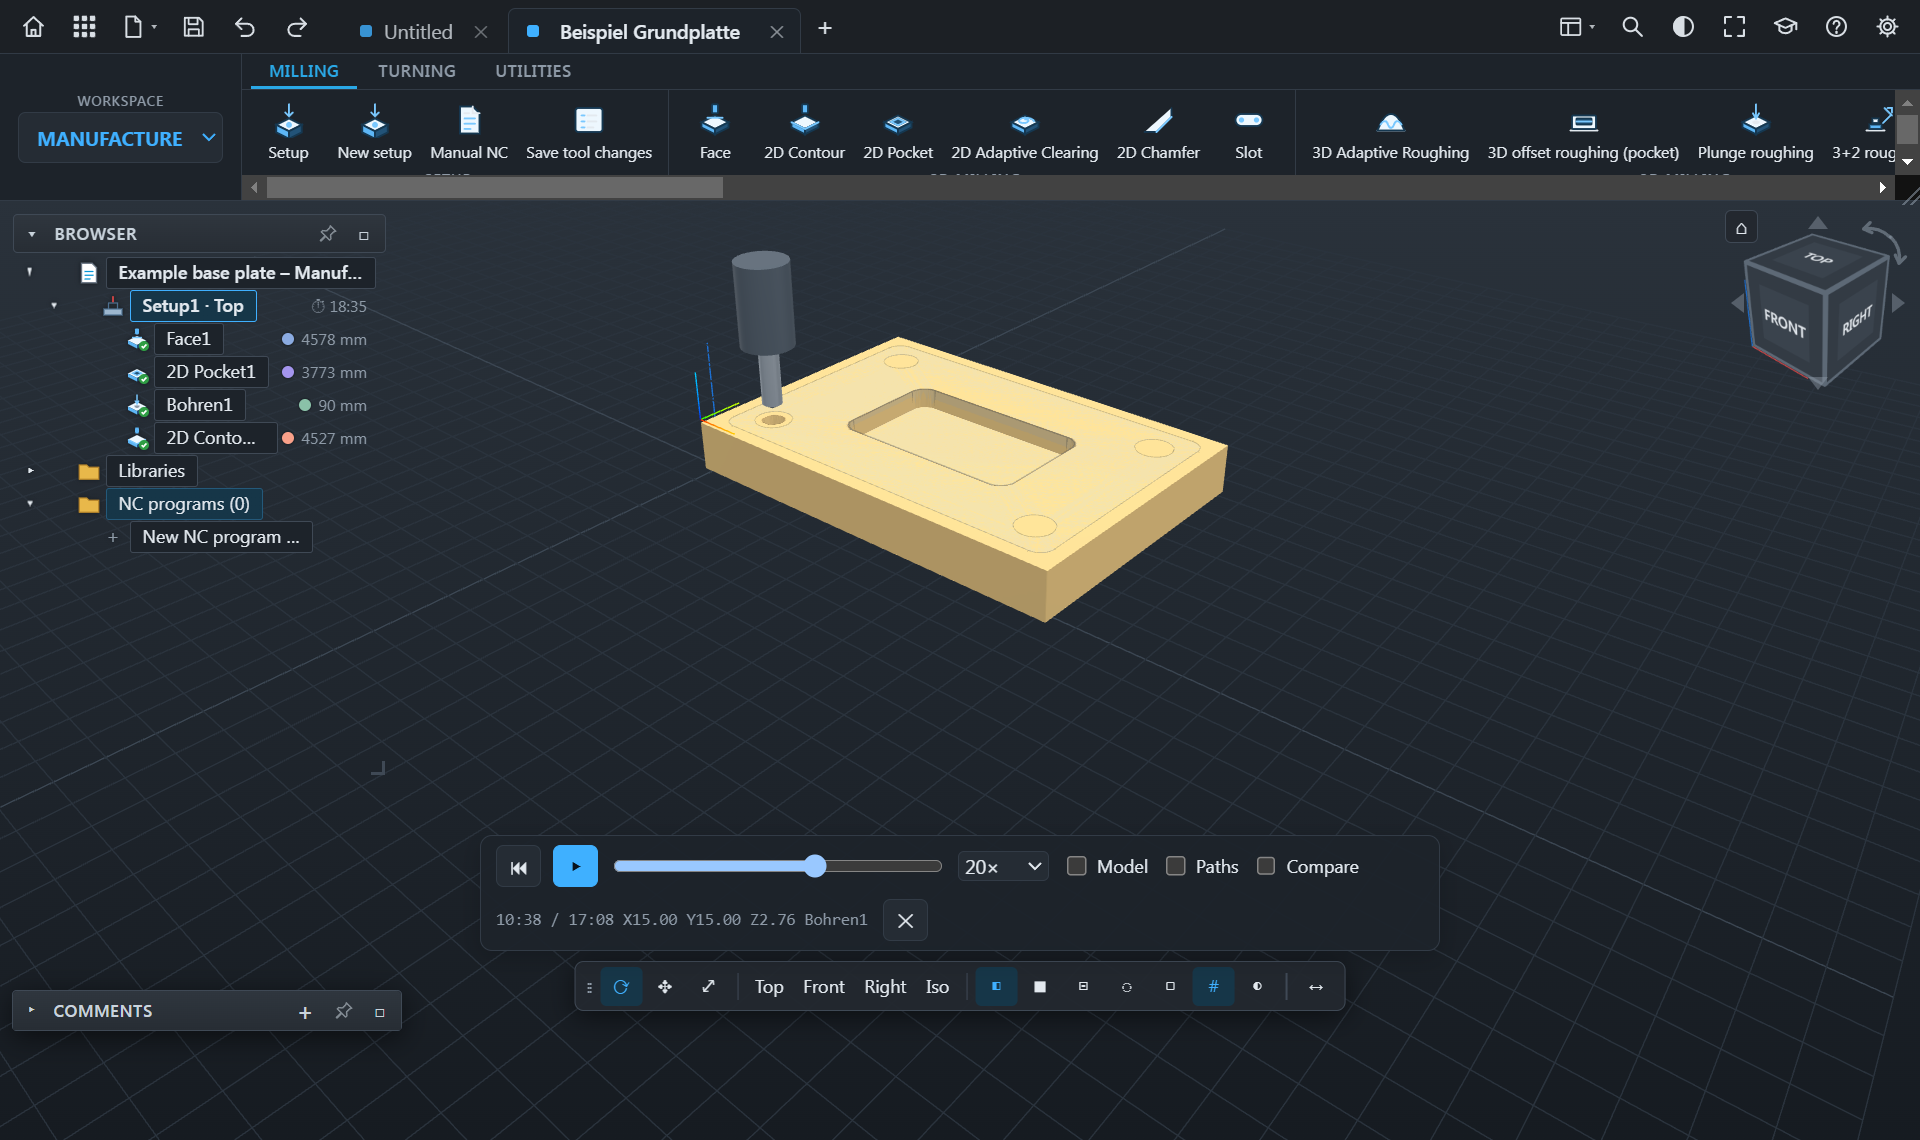 Untitled
Beispiel Grundplatte
WORKSPACE
MANUFACTURE
MILLING TURNING UTILITIES
Setup New setup Manual NC Save tool changes Face 2D Contour 2D Pocket 2D Adaptive Clearing 2D Chamfer Slot 3D Adaptive Roughing 3D offset roughing (pocket) Plunge roughing 3+2 roug
BROWSER
Example base plate – Manuf...
Setup1 · Top 18:35
Face1 4578 mm
2D Pocket1 3773 mm
Bohren1 90 mm
2D Conto... 4527 mm
Libraries
NC programs (0)
+ New NC program ...
TOP
FRONT
RIGHT
20× Model Paths Compare
10:38 / 17:08 X15.00 Y15.00 Z2.76 Bohren1
Top Front Right Iso #
COMMENTS